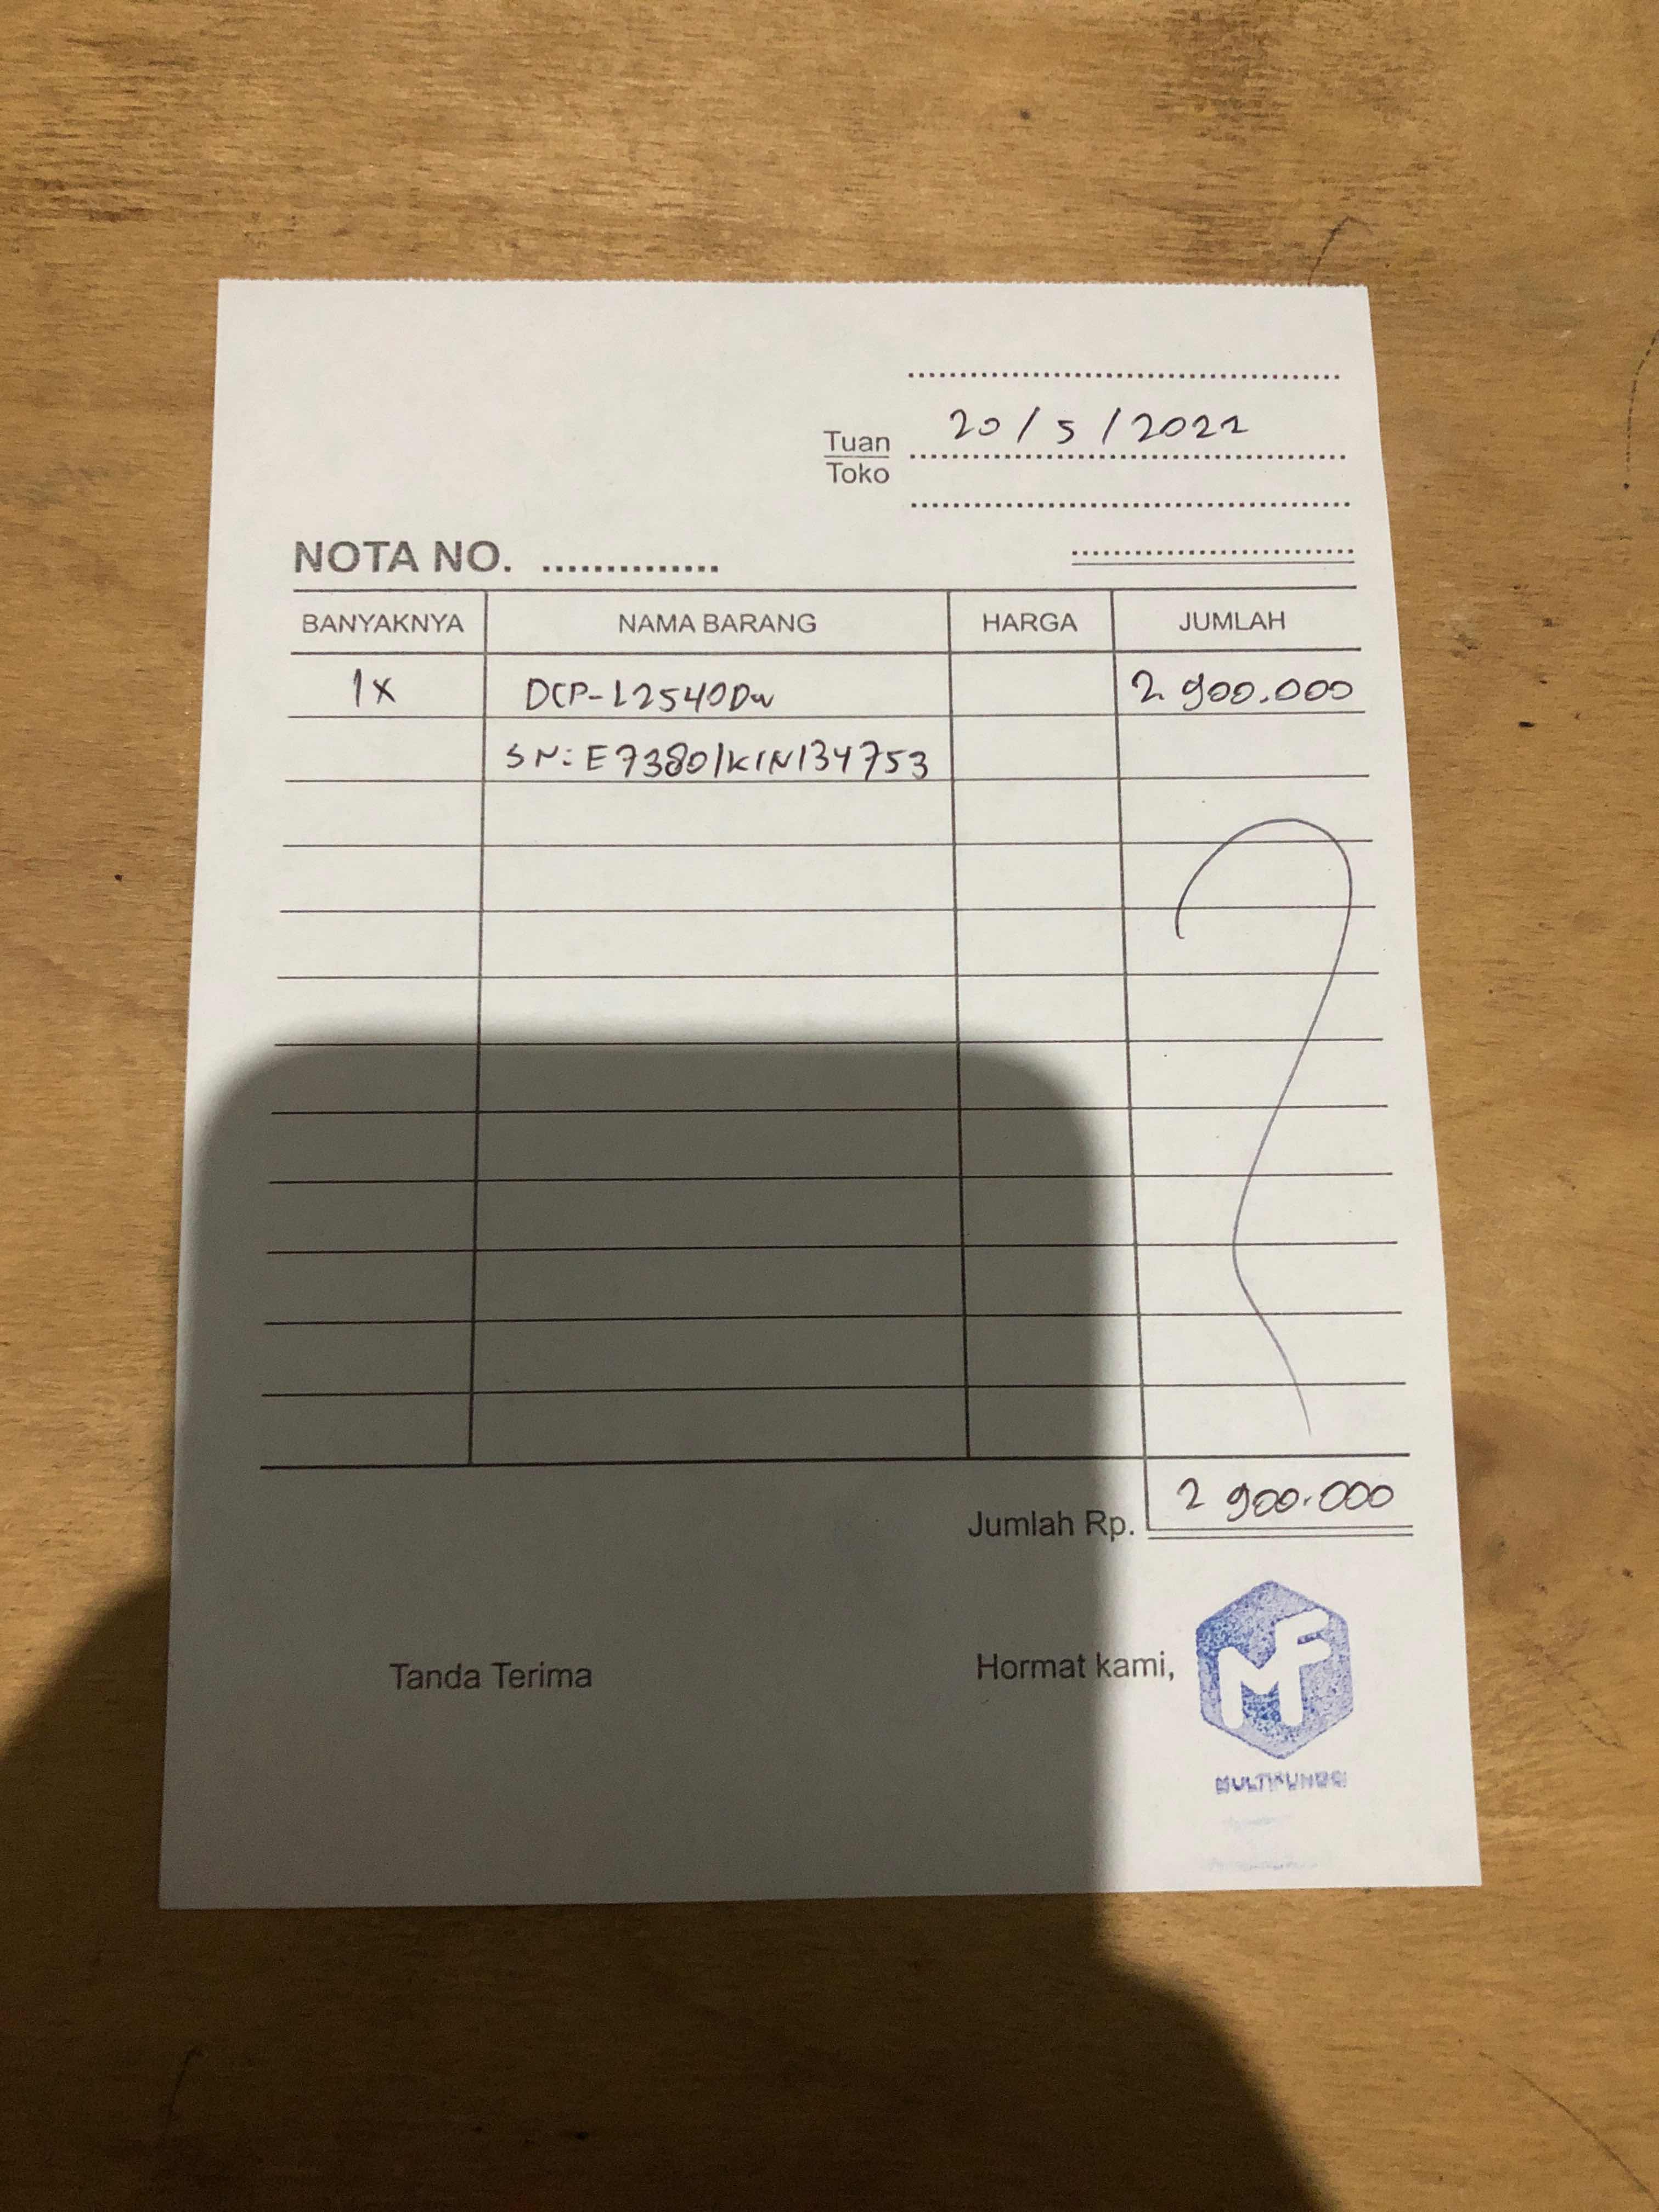 20/5/2022
Tuan
Toko
NOTA NO. ..............
BANYAKNYA NAMA BARANG HARGA JUMLAH
1x DCP-L2540DW 2 900.000
SN: E73801K1N134753
Jumlah Rp. 2 900.000
Tanda Terima Hormat kami,
MF
MULTIFUNGSI